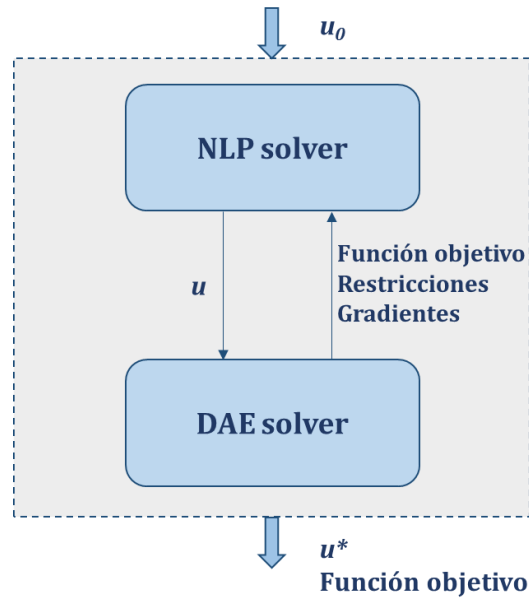 u₀
NLP solver
Función objetivo
Restricciones
Gradientes
u
DAE solver
u*
Función objetivo